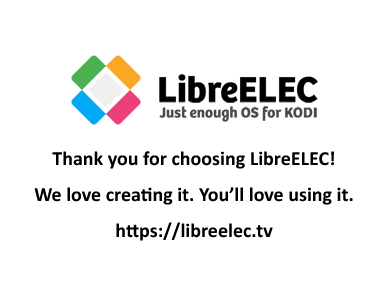 LibreELEC
Just enough OS for KODI
Thank you for choosing LibreELEC!
We love creating it. You’ll love using it.
https://libreelec.tv